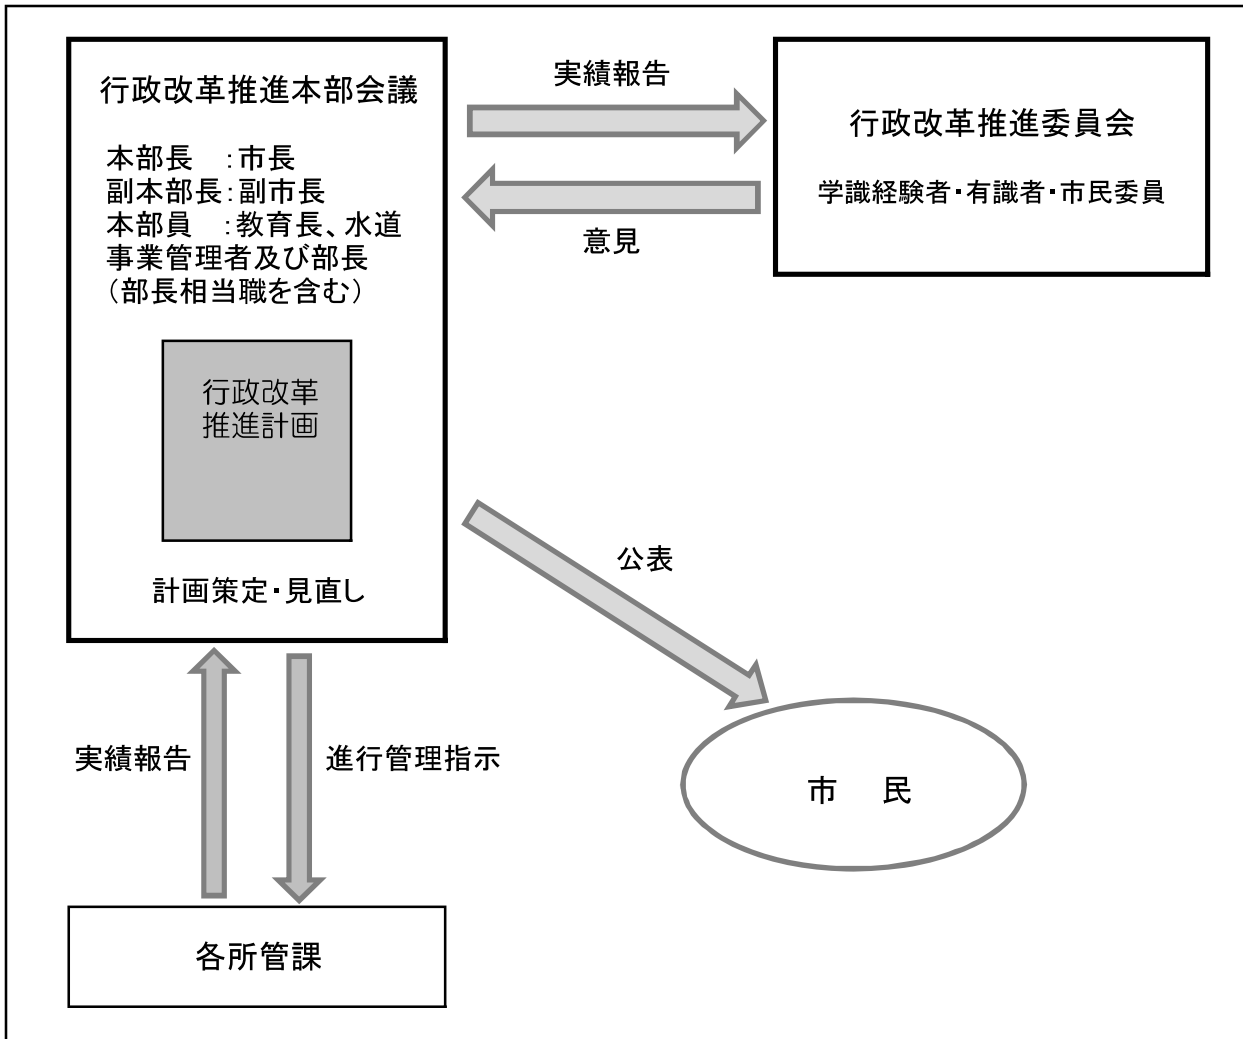 行政改革推進本部会議
本部長　：市長
副本部長：副市長
本部員　：教育長、水道
事業管理者及び部長
（部長相当職を含む）
行政改革
推進計画
計画策定・見直し
実績報告
意見
行政改革推進委員会
学識経験者・有識者・市民委員
公表
市　民
実績報告
進行管理指示
各所管課